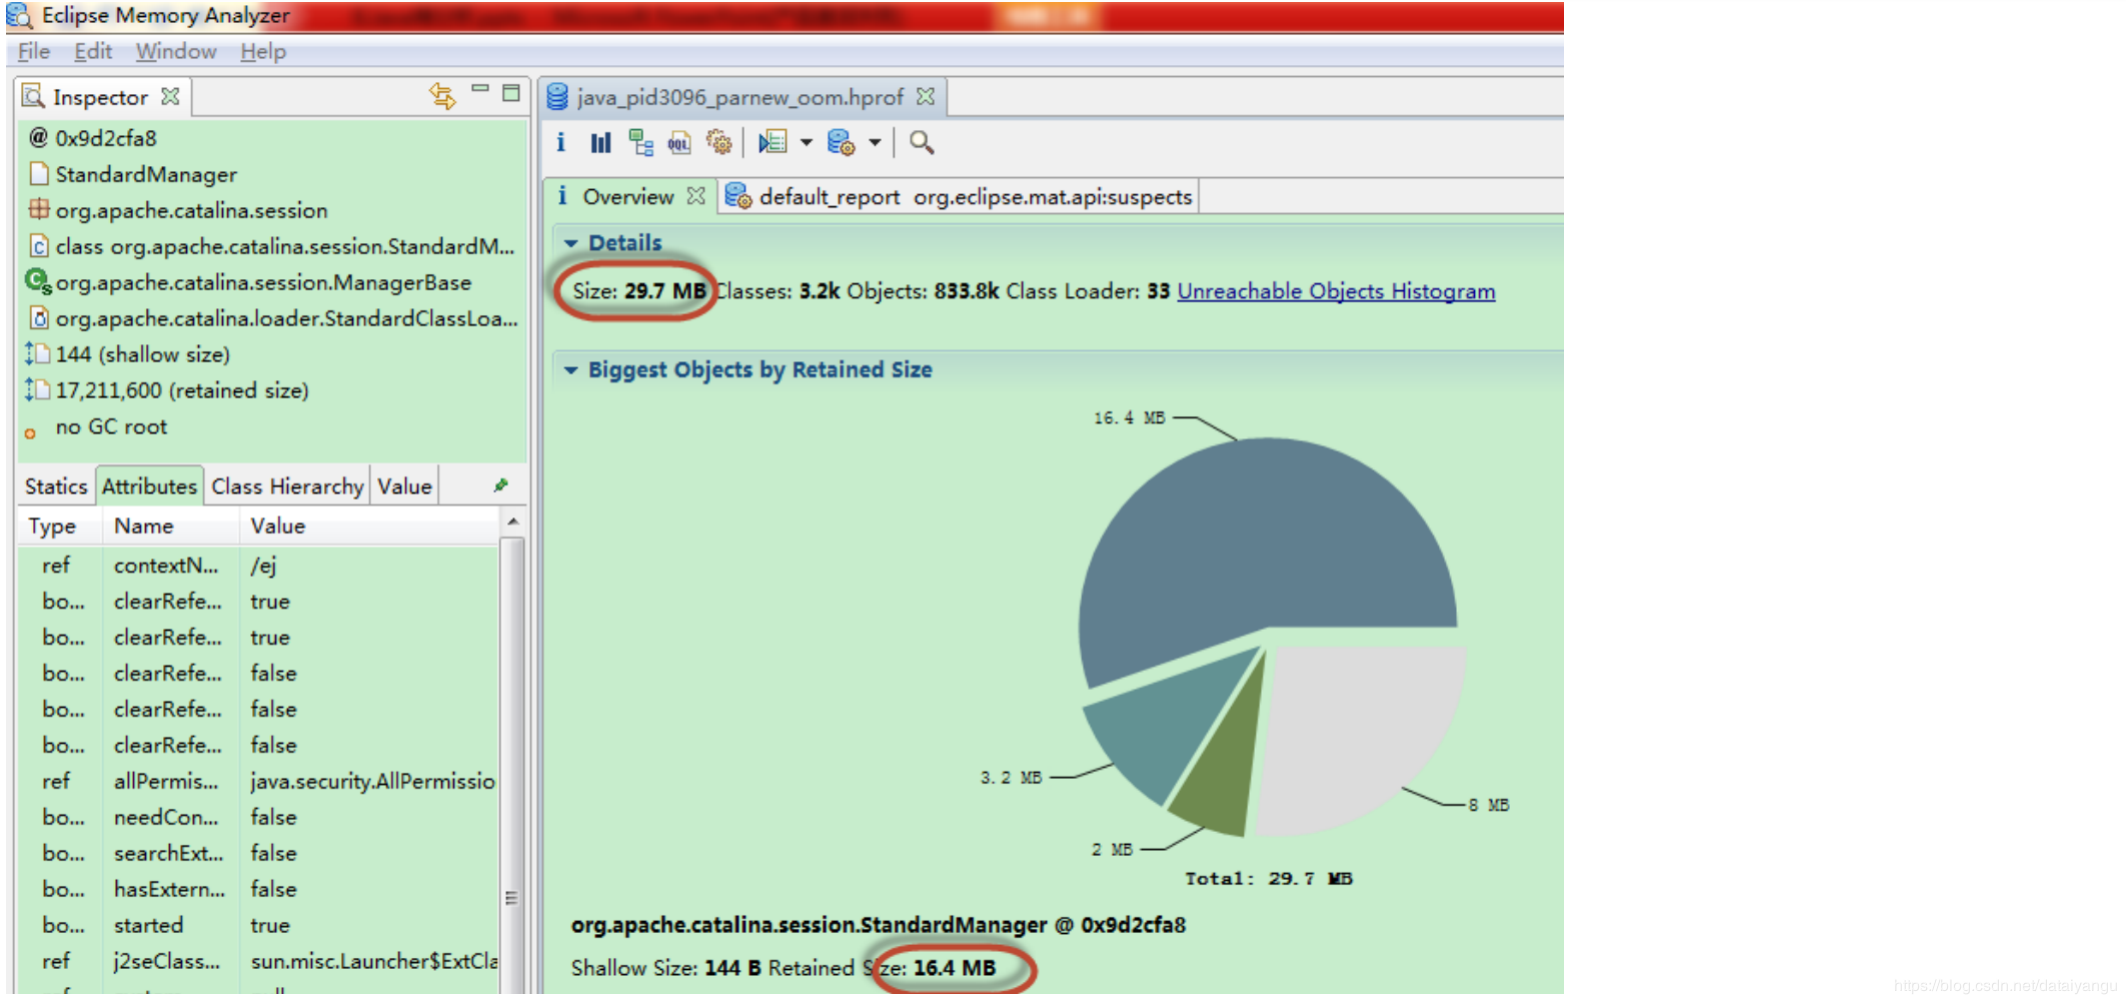 Eclipse Memory Analyzer
File Edit Window Help
Inspector
@ 0x9d2cfa8
StandardManager
org.apache.catalina.session
class org.apache.catalina.session.StandardM...
org.apache.catalina.session.ManagerBase
org.apache.catalina.loader.StandardClassLoa...
144 (shallow size)
17,211,600 (retained size)
no GC root
Statics Attributes Class Hierarchy Value
Type Name Value
ref contextN... /ej
bo... clearRefe... true
bo... clearRefe... true
bo... clearRefe... false
bo... clearRefe... false
bo... clearRefe... false
ref allPermis... java.security.AllPermissio
bo... needCon... false
bo... searchExt... false
bo... hasExtern... false
bo... started true
ref j2seClass... sun.misc.Launcher$ExtCla
java_pid3096_parnew_oom.hprof
OQL
Overview
default_report org.eclipse.mat.api:suspects
Details
Size: 29.7 MB Classes: 3.2k Objects: 833.8k Class Loader: 33 Unreachable Objects Histogram
Biggest Objects by Retained Size
16.4 MB
3.2 MB
8 MB
2 MB
Total: 29.7 MB
org.apache.catalina.session.StandardManager @ 0x9d2cfa8
Shallow Size: 144 B Retained Size: 16.4 MB
https://blog.csdn.net/dataiyangu